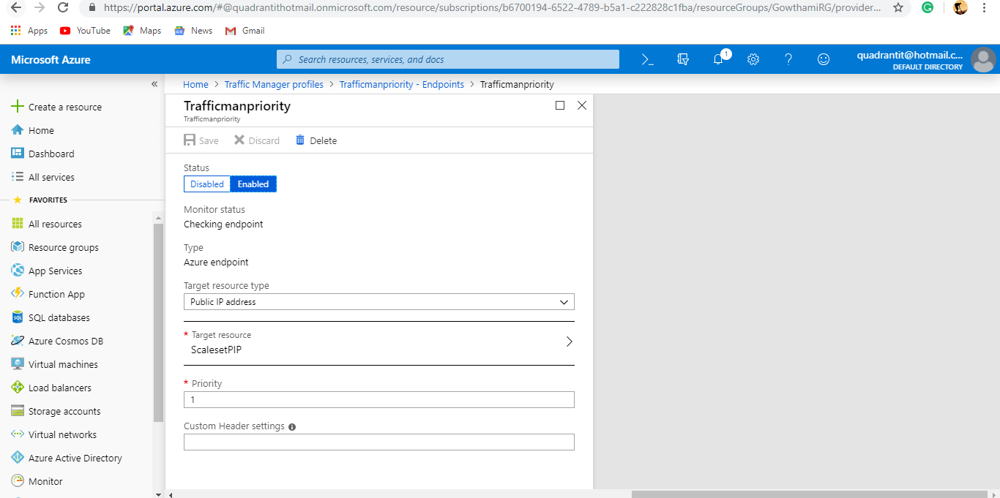 https://portal.azure.com/#@quadrantithotmail.onmicrosoft.com/resource/subscriptions/b6700194-6522-4789-b5a1-c222828c1fba/resourceGroups/GowthamiRG/provider...
Apps YouTube Maps News Gmail
Microsoft Azure
Search resources, services, and docs
1
quadrantit@hotmail.c...
DEFAULT DIRECTORY
Home > Traffic Manager profiles > Trafficmanpriority - Endpoints > Trafficmanpriority
«
Create a resource
Home
Dashboard
All services
FAVORITES
All resources
Resource groups
App Services
Function App
SQL databases
Azure Cosmos DB
Virtual machines
Load balancers
Storage accounts
Virtual networks
Azure Active Directory
Monitor
Trafficmanpriority
Trafficmanpriority
Save Discard Delete
Status
Disabled Enabled
Monitor status
Checking endpoint
Type
Azure endpoint
Target resource type
Public IP address
* Target resource
ScalesetPIP
* Priority
1
Custom Header settings